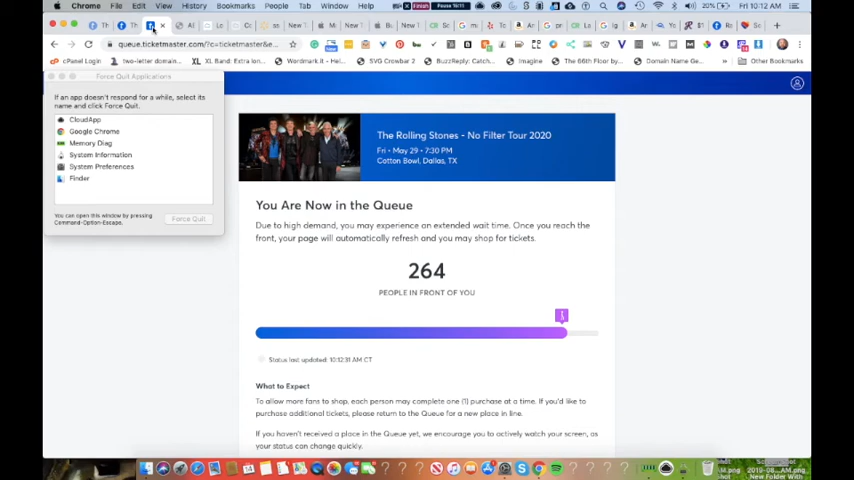 Chrome File Edit View History Bookmarks People Tab Window Help
Finish
20% Fri 10:12 AM
queue.ticketmaster.com/?c=ticketmaster&e...
cPanel Login two-letter domain... XL Band: Extra lon... Wordmark it - Hel... SVG Crowbar 2 BuzzReply: Catch... Imagine The 66th Floor by... Domain Name Ge... » Other Bookmarks
Force Quit Applications
If an app doesn't respond for a while, select its
name and click Force Quit.
CloudApp
Google Chrome
Memory Diag
System Information
System Preferences
Finder
You can open this window by pressing
Command-Option-Escape.
Force Quit
The Rolling Stones - No Filter Tour 2020
Fri • May 29 • 7:30 PM
Cotton Bowl, Dallas, TX
You Are Now in the Queue
Due to high demand, you may experience an extended wait time. Once you reach the
front, your page will automatically refresh and you may shop for tickets.
264
PEOPLE IN FRONT OF YOU
Status last updated: 10:12:31 AM CT
What to Expect
To allow more fans to shop, each person may complete one (1) purchase at a time. If you'd like to
purchase additional tickets, please return to the Queue for a new place in line.
If you haven't received a place in the Queue yet, we encourage you to actively watch your screen, as
your status can change quickly.